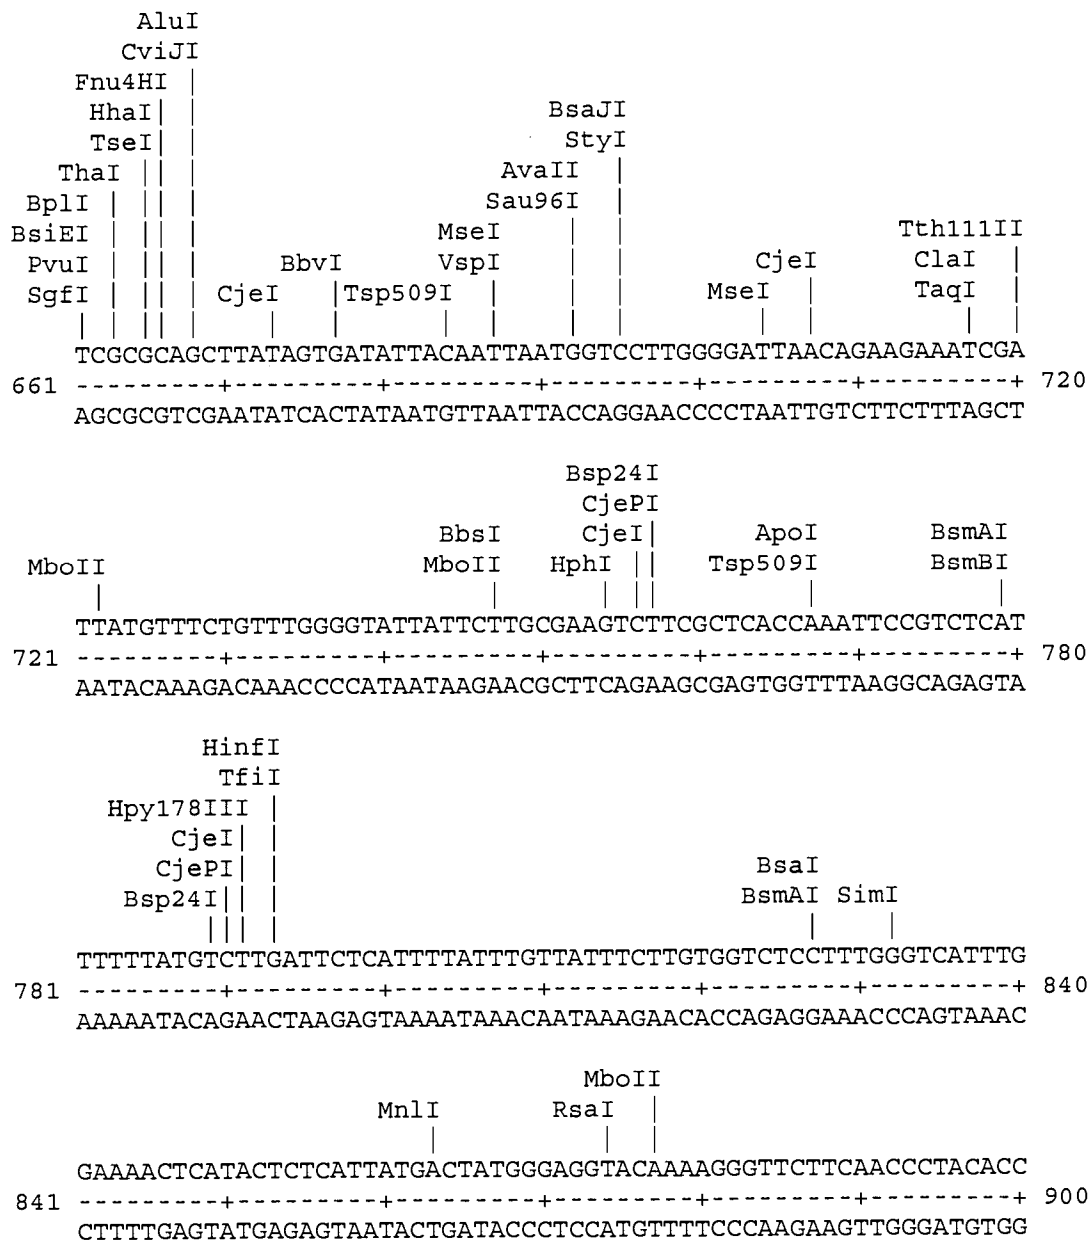 AluI
CviJI
Fnu4HI
HhaI BsaJI
TseI StyI
ThaI AvaII
BplI Sau96I
BsiEI MseI Tth111II
PvuI BbvI VspI CjeI ClaI
SgfI CjeI Tsp509I MseI TaqI
TCGCGCAGCTTATAGTGATATTACAATTAATGGTCCTTGGGGATTAACAGAAGAAATCGA
661 ---------+---------+---------+---------+---------+---------+ 720
AGCGCGTCGAATATCACTATAATGTTAATTACCAGGAACCCCTAATTGTCTTCTTTAGCT
Bsp24I
CjePI
BbsI CjeI ApoI BsmAI
MboII MboII HphI Tsp509I BsmBI
TTATGTTTCTGTTTGGGGTATTATTCTTGCGAAGTCTTCGCTCACCAAATTCCGTCTCAT
721 ---------+---------+---------+---------+---------+---------+ 780
AATACAAAGACAAACCCCATAATAAGAACGCTTCAGAAGCGAGTGGTTTAAGGCAGAGTA
HinfI
TfiI
Hpy178III
CjeI
CjePI BsaI
Bsp24I BsmAI SimI
TTTTTATGTCTTGATTCTCATTTTATTTGTTATTTCTTGTGGTCTCCTTTGGGTCATTTG
781 ---------+---------+---------+---------+---------+---------+ 840
AAAAATACAGAACTAAGAGTAAAATAAACAATAAAGAACACCAGAGGAAACCCAGTAAAC
MboII
MnlI RsaI
GAAAACTCATACTCTCATTATGACTATGGGAGGTACAAAAGGGTTCTTCAACCCTACACC
841 ---------+---------+---------+---------+---------+---------+ 900
CTTTTGAGTATGAGAGTAATACTGATACCCTCCATGTTTTCCCAAGAAGTTGGGATGTGG